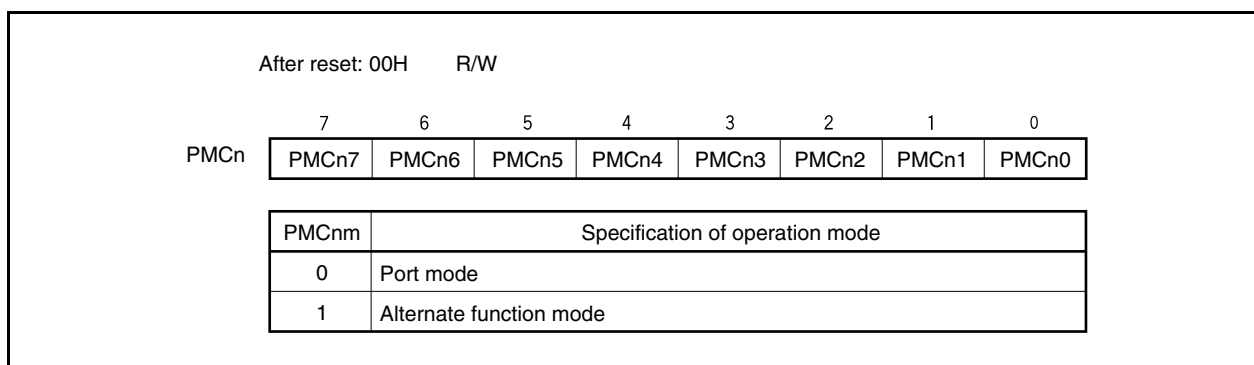 After reset: 00H R/W
7 6 5 4 3 2 1 0
PMCn PMCn7 PMCn6 PMCn5 PMCn4 PMCn3 PMCn2 PMCn1 PMCn0
PMCnm Specification of operation mode
0 Port mode
1 Alternate function mode